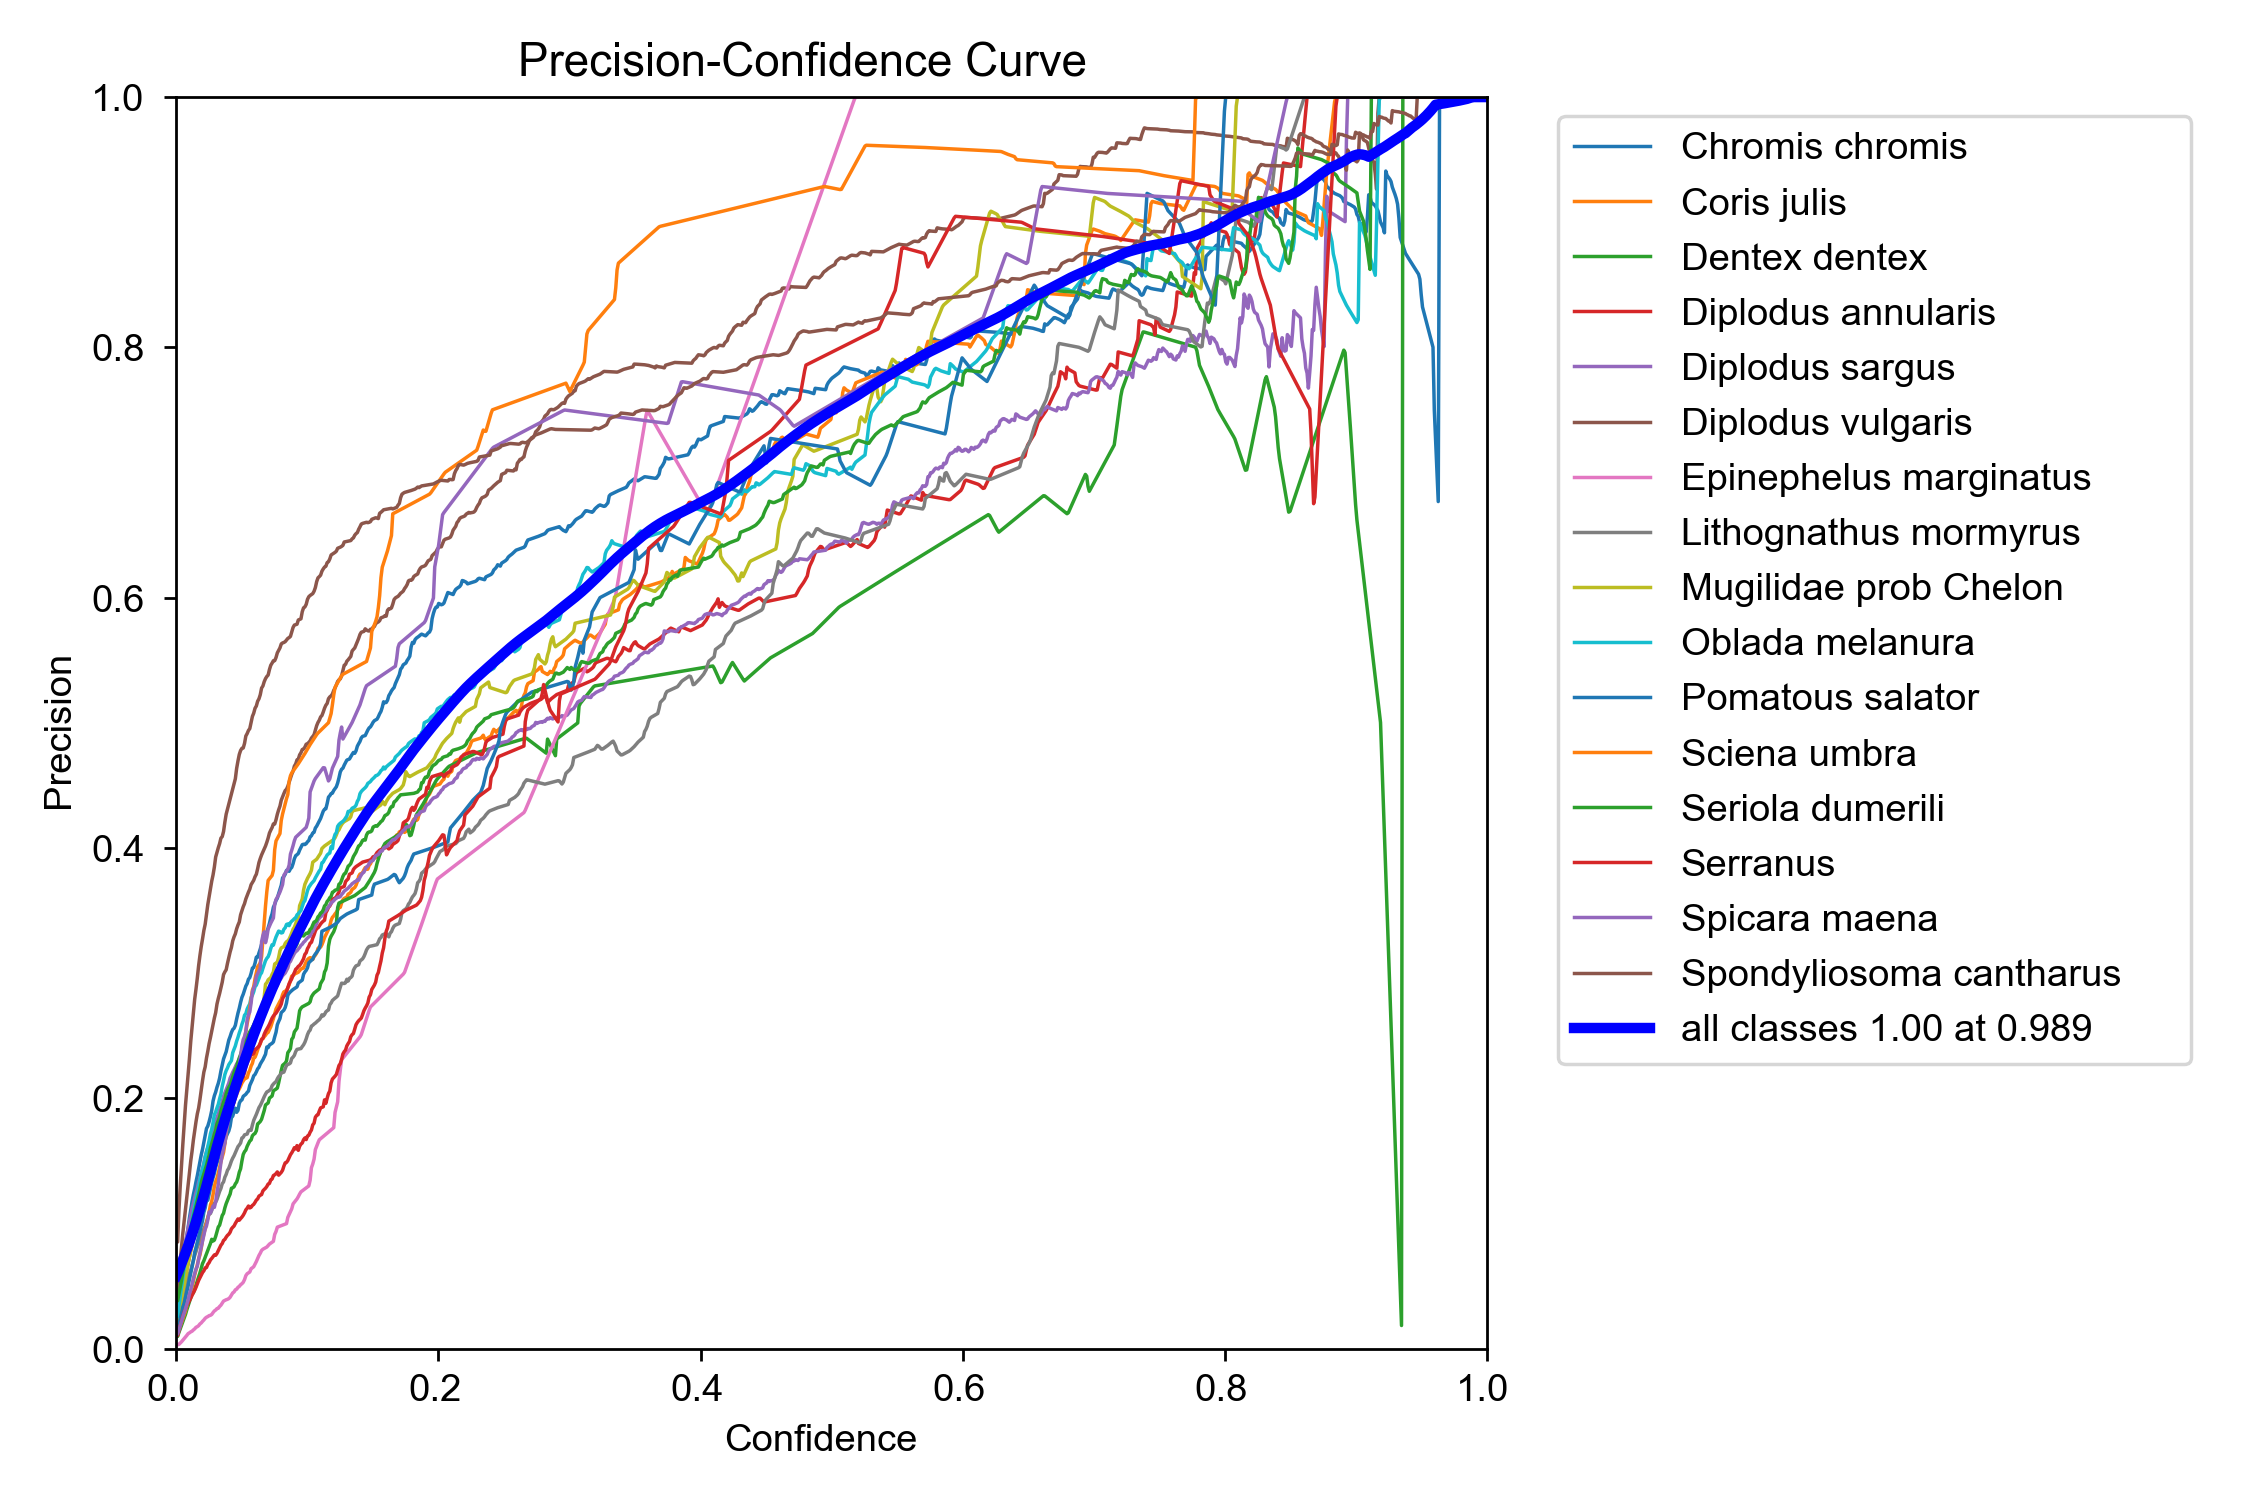 Precision-Confidence Curve
1.0
0.8
0.6
0.4
0.2
0.0
Precision
0.0 0.2 0.4 0.6 0.8 1.0
Confidence
Chromis chromis
Coris julis
Dentex dentex
Diplodus annularis
Diplodus sargus
Diplodus vulgaris
Epinephelus marginatus
Lithognathus mormyrus
Mugilidae prob Chelon
Oblada melanura
Pomatous salator
Sciena umbra
Seriola dumerili
Serranus
Spicara maena
Spondyliosoma cantharus
all classes 1.00 at 0.989